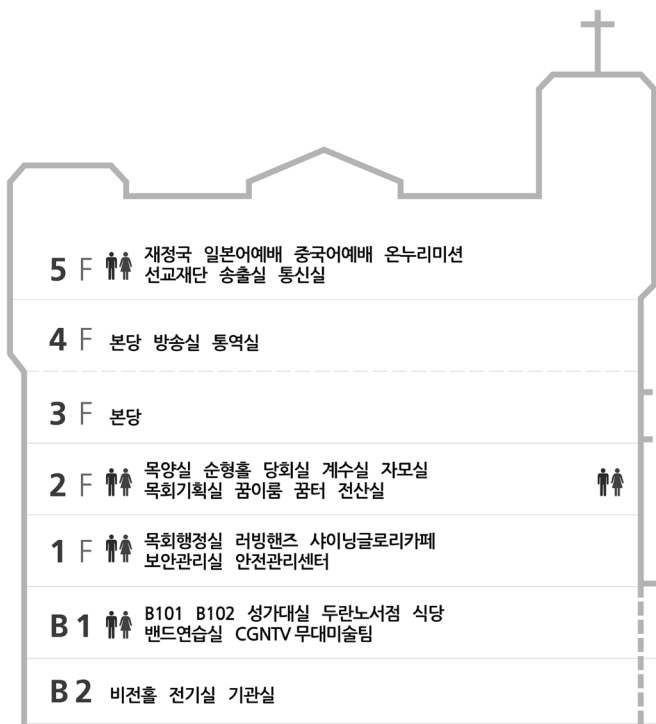 5 F 재정국 일본어예배 중국어예배 온누리미션
선교재단 송출실 통신실
4 F 본당 방송실 통역실
3 F 본당
2 F 목양실 순형홀 당회실 계수실 자모실
목회기획실 꿈이룸 꿈터 전산실
1 F 목회행정실 러빙핸즈 샤이닝글로리카페
보안관리실 안전관리센터
B 1 B101 B102 성가대실 두란노서점 식당
밴드연습실 CGNTV 무대미술팀
B 2 비전홀 전기실 기관실